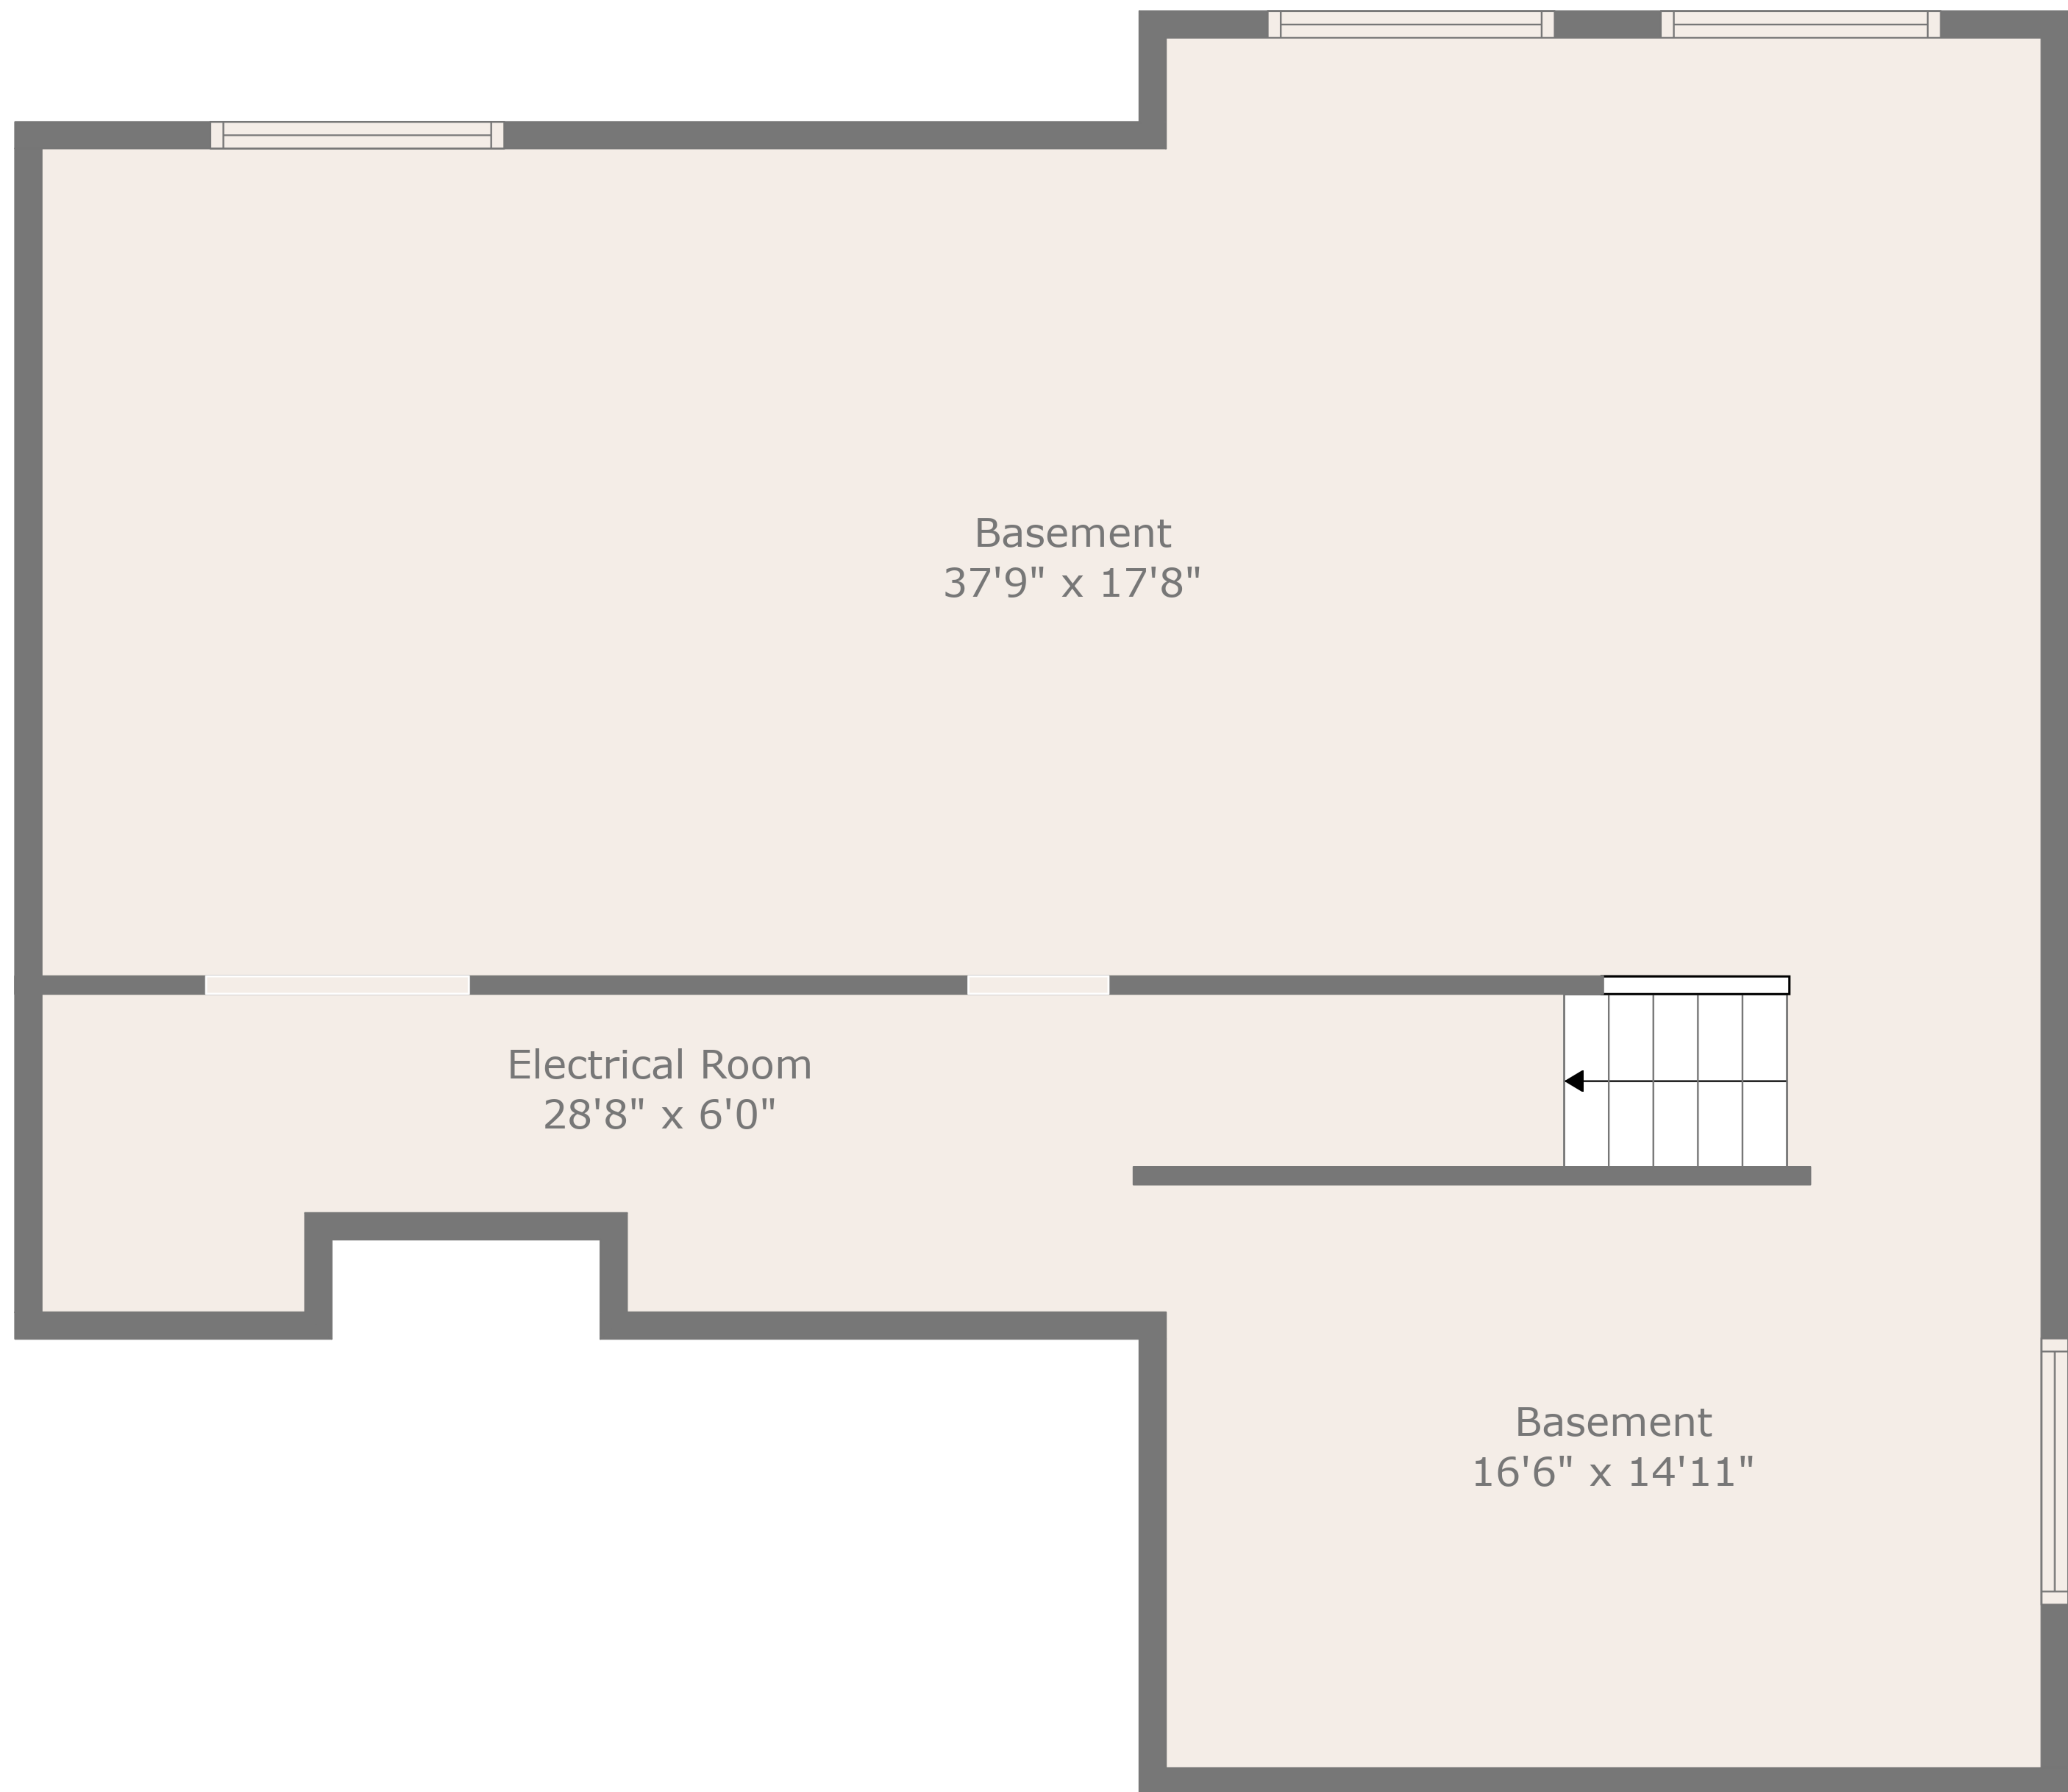 Basement
37'9" x 17'8"
Electrical Room
28'8" x 6'0"
Basement
16'6" x 14'11"